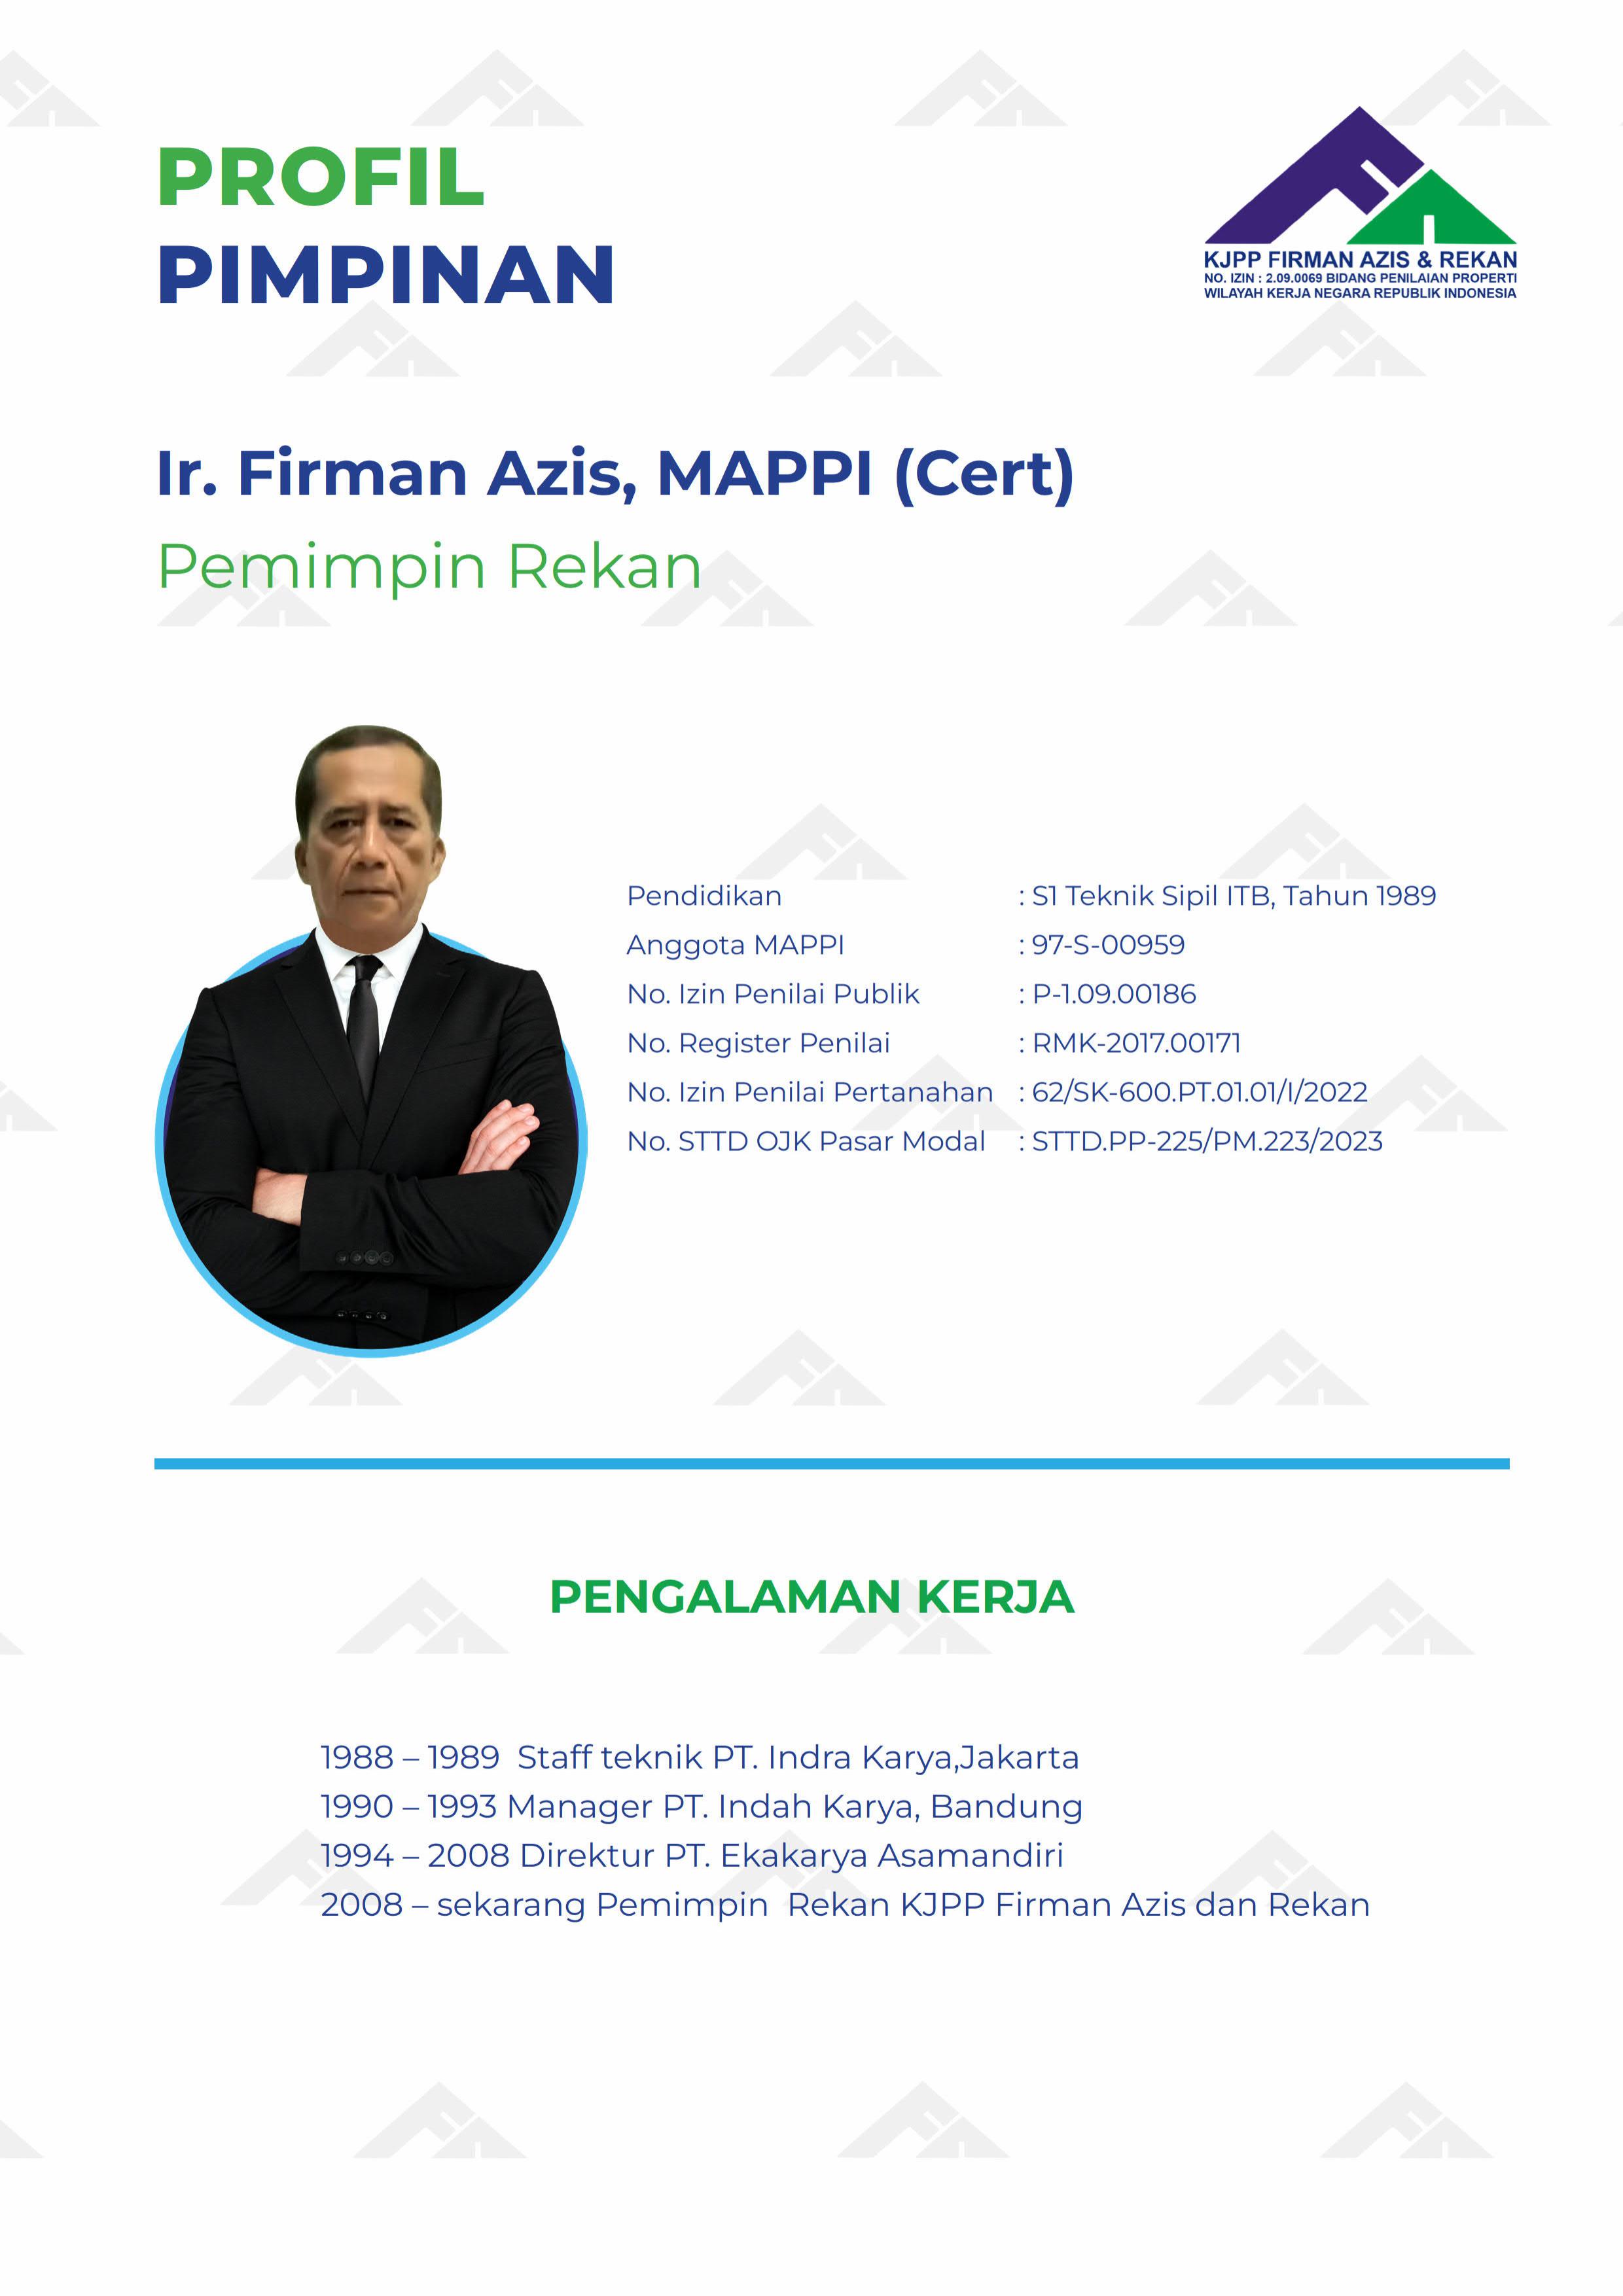 PROFIL
PIMPINAN
KJPP FIRMAN AZIS & REKAN
NO. IZIN : 2.09.0069 BIDANG PENILAIAN PROPERTI
WILAYAH KERJA NEGARA REPUBLIK INDONESIA
Ir. Firman Azis, MAPPI (Cert)
Pemimpin Rekan
Pendidikan : S1 Teknik Sipil ITB, Tahun 1989
Anggota MAPPI : 97-S-00959
No. Izin Penilai Publik : P-1.09.00186
No. Register Penilai : RMK-2017.00171
No. Izin Penilai Pertanahan : 62/SK-600.PT.01.01/I/2022
No. STTD OJK Pasar Modal : STTD.PP-225/PM.223/2023
PENGALAMAN KERJA
1988 – 1989  Staff teknik PT. Indra Karya,Jakarta
1990 – 1993 Manager PT. Indah Karya, Bandung
1994 – 2008 Direktur PT. Ekakarya Asamandiri
2008 – sekarang Pemimpin  Rekan KJPP Firman Azis dan Rekan